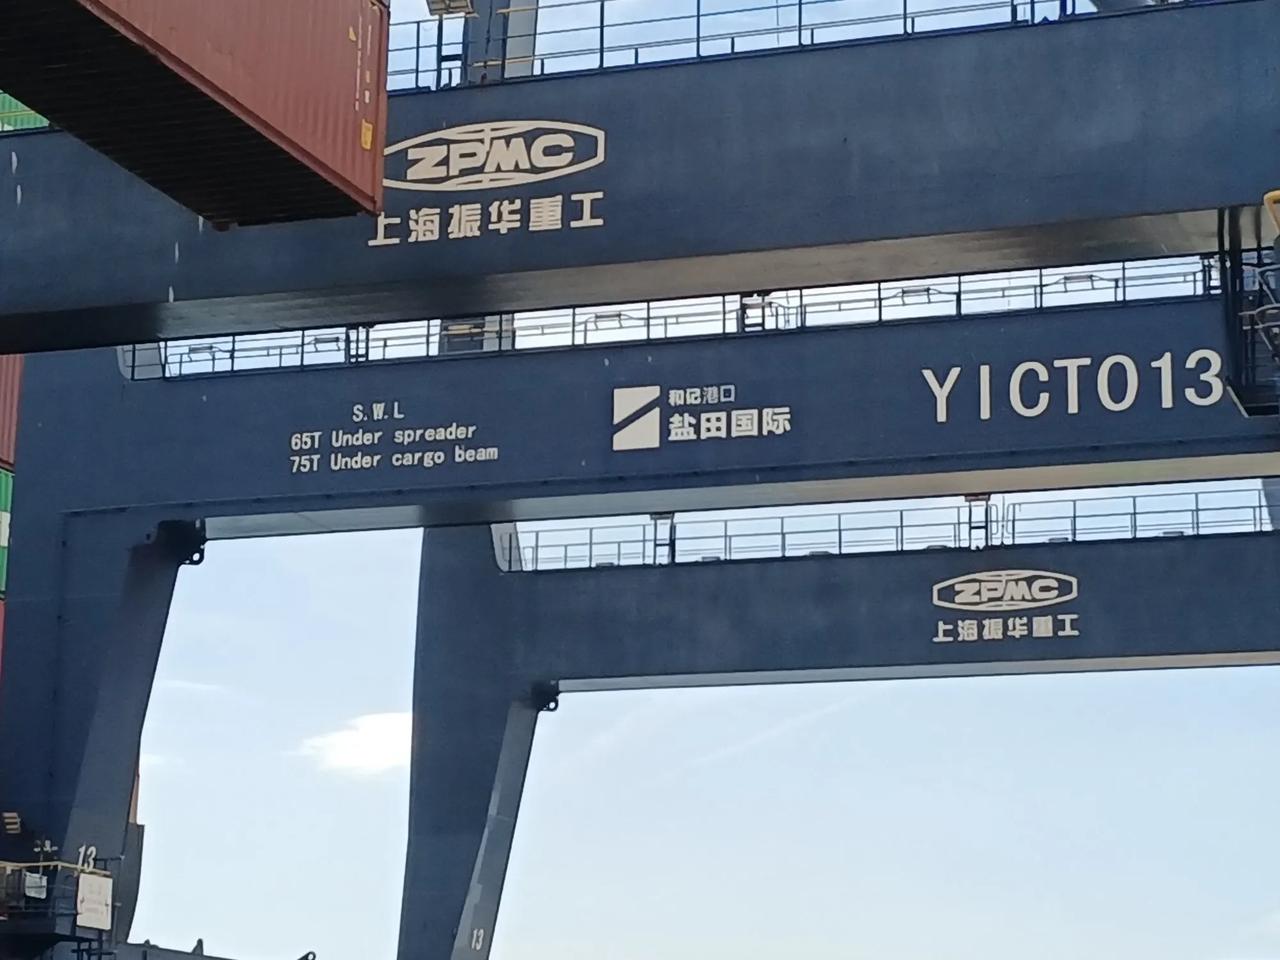 ZPMC
上海振华重工
S.W.L
65T Under spreader
75T Under cargo beam
和记港口
盐田国际
YICT013
ZPMC
上海振华重工
13
13